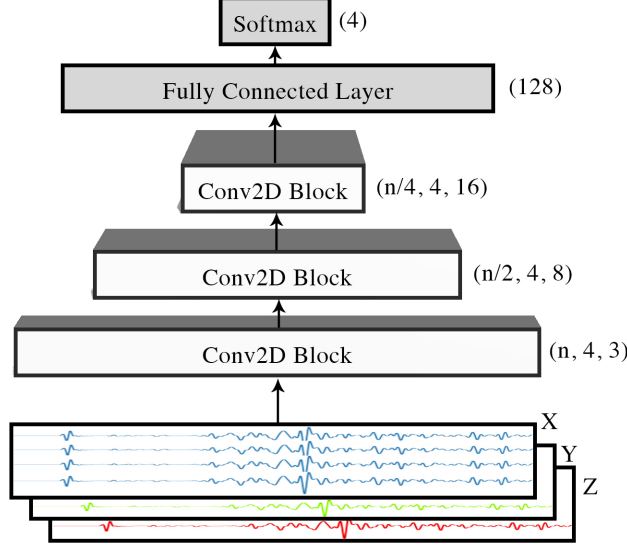 Softmax (4)
Fully Connected Layer (128)
Conv2D Block (n/4, 4, 16)
Conv2D Block (n/2, 4, 8)
Conv2D Block (n, 4, 3)
X
Y
Z